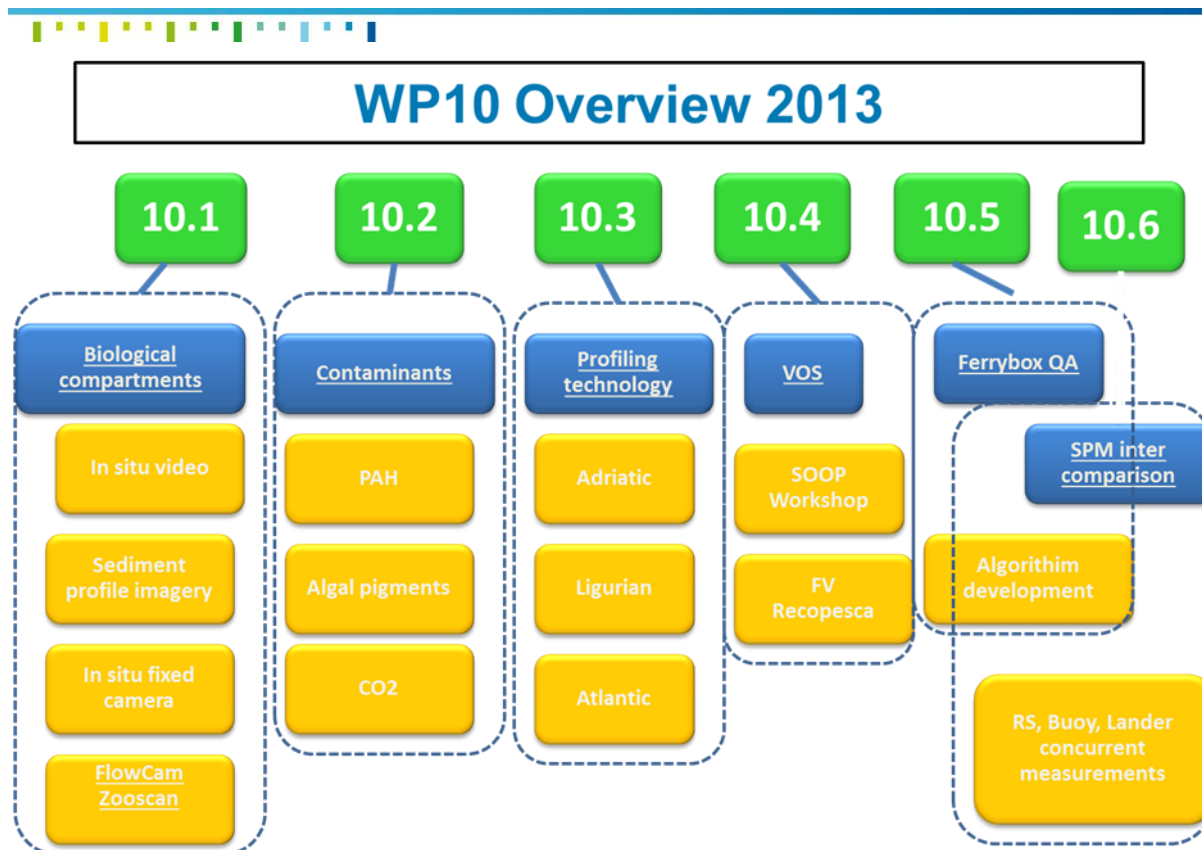 WP10 Overview 2013
10.1
10.2
10.3
10.4
10.5
10.6
Biological
compartments
In situ video
Sediment
profile imagery
In situ fixed
camera
FlowCam
Zooscan
Contaminants
PAH
Algal pigments
CO2
Profiling
technology
Adriatic
Ligurian
Atlantic
VOS
SOOP
Workshop
FV
Recopesca
Ferrybox QA
SPM inter
comparison
Algorithim
development
RS, Buoy, Lander
concurrent
measurements